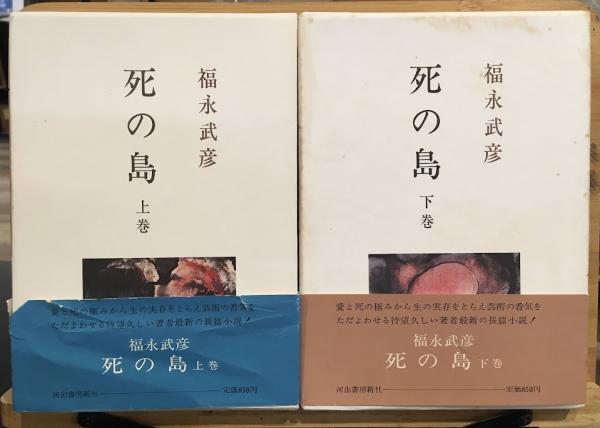 福永武彦
死の島
上巻
愛と死の極みから生の実存をとらえ芸術の香気を
ただよわせる待望久しい著者最新の長篇小説!
福永武彦
死の島 上巻
河出書房新社 定価850円
福永武彦
死の島
下巻
愛と死の極みから生の実存をとらえ芸術の香気を
ただよわせる待望久しい著者最新の長篇小説!
福永武彦
死の島 下巻
河出書房新社 定価850円